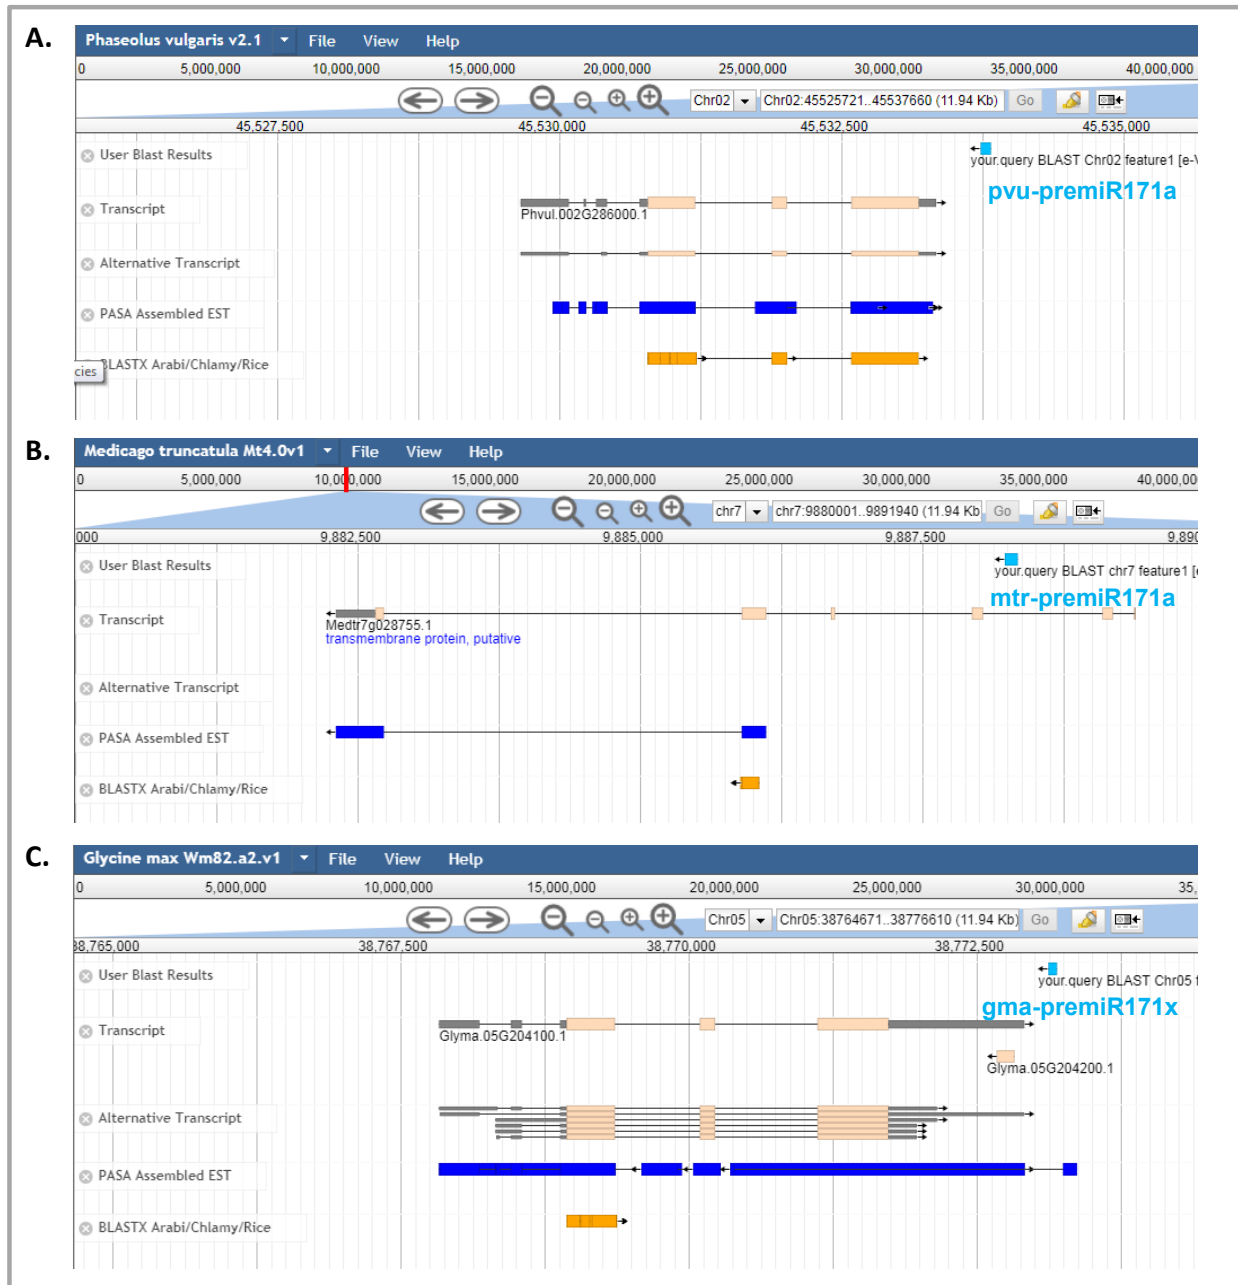 A.
Phaseolus vulgaris v2.1 File View Help
0 5,000,000 10,000,000 15,000,000 20,000,000 25,000,000 30,000,000 35,000,000 40,000,000
Chr02 Chr02:45525721..45537660 (11.94 Kb) Go
45,527,500 45,530,000 45,532,500 45,535,000
User Blast Results
your.query BLAST Chr02 feature1 [e-V
pvu-premiR171a
Transcript
Phvul.002G286000.1
Alternative Transcript
PASA Assembled EST
BLASTX Arabi/Chlamy/Rice
cies
B.
Medicago truncatula Mt4.0v1 File View Help
0 5,000,000 10,000,000 15,000,000 20,000,000 25,000,000 30,000,000 35,000,000 40,000,00
chr7 chr7:9880001..9891940 (11.94 Kb Go
000 9,882,500 9,885,000 9,887,500 9,890
User Blast Results
your.query BLAST chr7 feature1 [e
mtr-premiR171a
Transcript
Medtr7g028755.1
transmembrane protein, putative
Alternative Transcript
PASA Assembled EST
BLASTX Arabi/Chlamy/Rice
C.
Glycine max Wm82.a2.v1 File View Help
0 5,000,000 10,000,000 15,000,000 20,000,000 25,000,000 30,000,000 35,
Chr05 Chr05:38764671..38776610 (11.94 Kb) Go
38,765,000 38,767,500 38,770,000 38,772,500
User Blast Results
your.query BLAST Chr05 f
gma-premiR171x
Transcript
Glyma.05G204100.1
Glyma.05G204200.1
Alternative Transcript
PASA Assembled EST
BLASTX Arabi/Chlamy/Rice